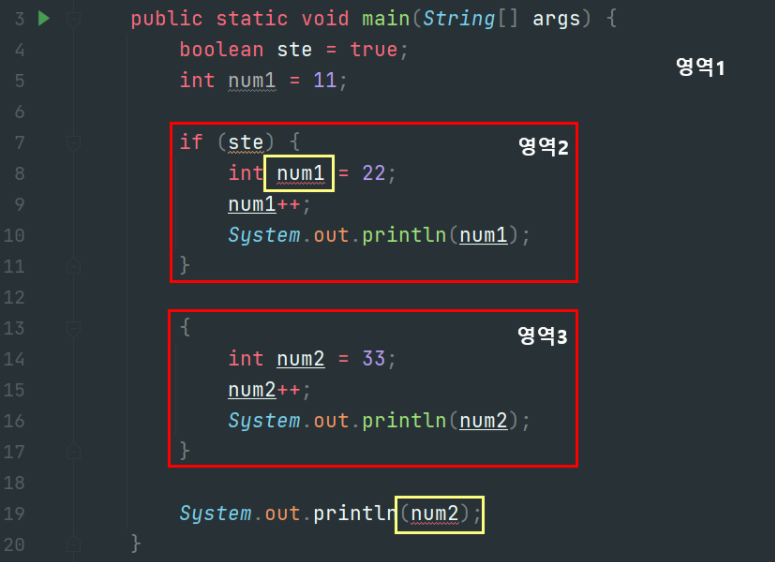 3 public static void main(String[] args) {
4 boolean ste = true;
영역1
5 int num1 = 11;
6
7 if (ste) {
영역2
8 int num1 = 22;
9 num1++;
10 System.out.println(num1);
11 }
12
13 {
영역3
14 int num2 = 33;
15 num2++;
16 System.out.println(num2);
17 }
18
19 System.out.println(num2);
20 }